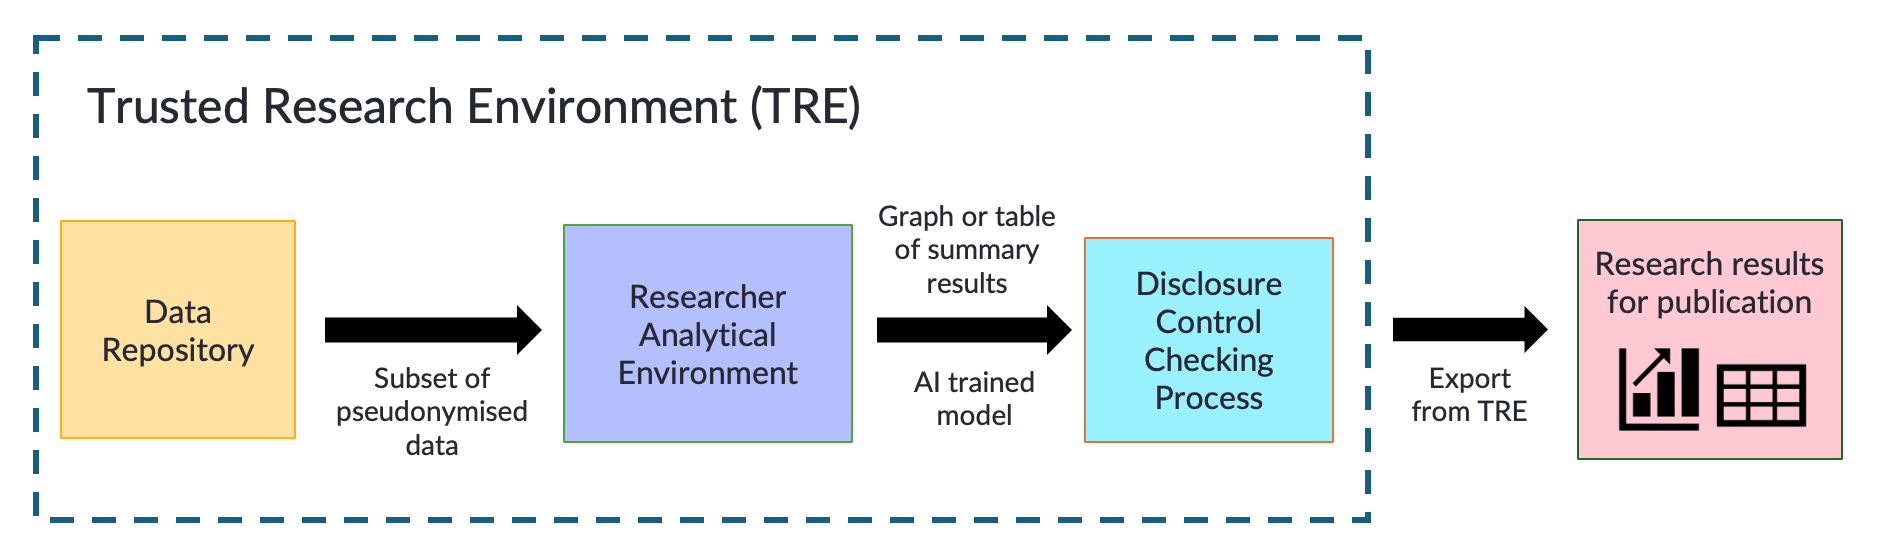 Trusted Research Environment (TRE)
Data
Repository
Subset of
pseudonymised
data
Researcher
Analytical
Environment
Graph or table
of summary
results
AI trained
model
Disclosure
Control
Checking
Process
Export
from TRE
Research results
for publication